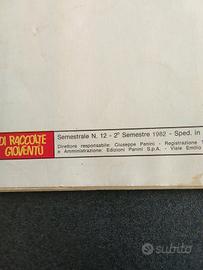 DI RACCOLTE
GIOVENTÙ
Semestrale N. 12 - 2° Semestre 1982 - Sped. in
Direttore responsabile: Giuseppe Panini - Registrazione
e Amministrazione: Edizioni Panini S.p.A. - Viale Emilio
subito